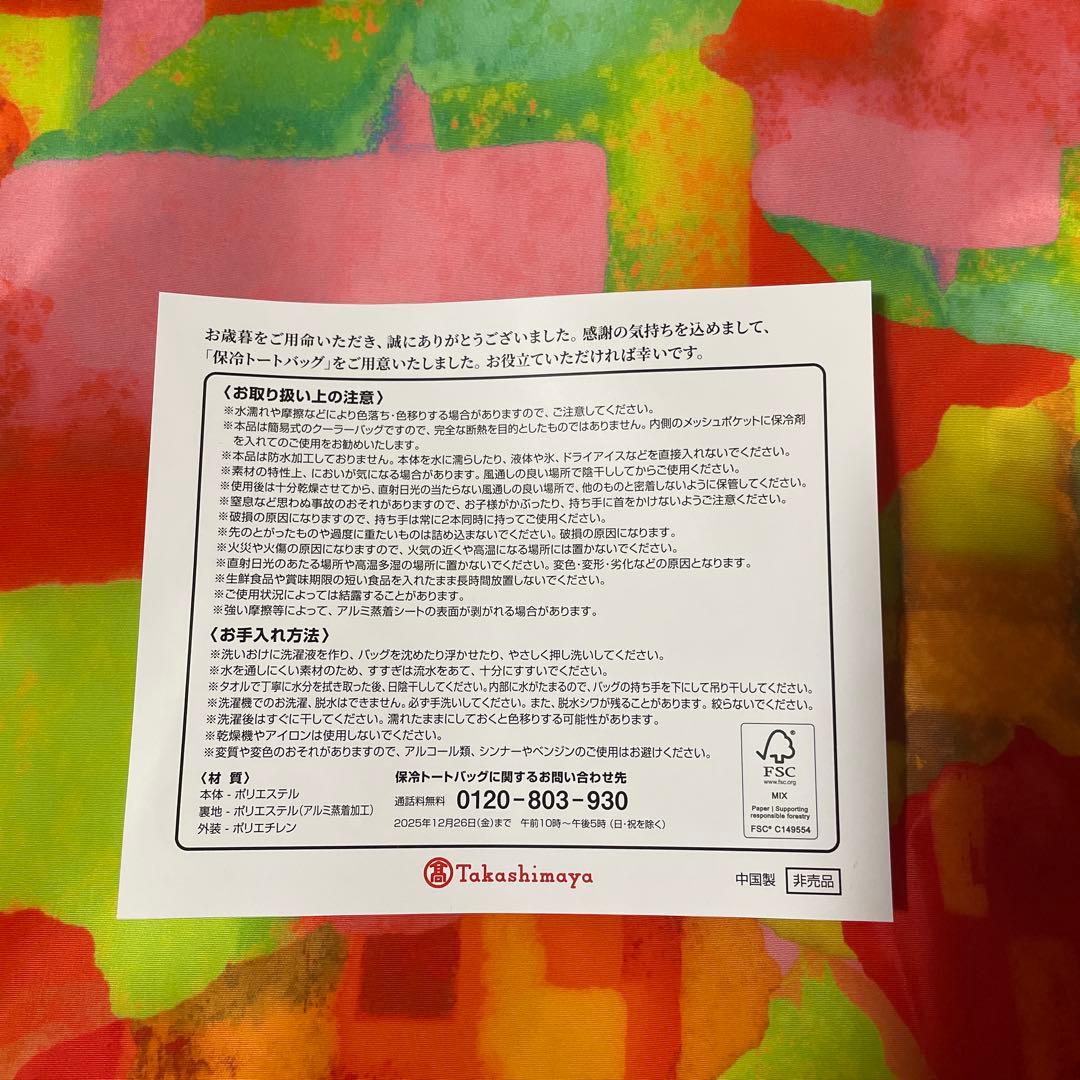 お歳暮をご用命いただき、誠にありがとうございました。感謝の気持ちを込めまして、
「保冷トートバッグ」をご用意いたしました。お役立ていただければ幸いです。
〈お取り扱い上の注意〉
※水濡れや摩擦などにより色落ち・色移りする場合がありますので、ご注意してください。
※本品は簡易式のクーラーバッグですので、完全な断熱を目的としたものではありません。内側のメッシュポケットに保冷剤
を入れてのご使用をお勧めいたします。
※本品は防水加工しておりません。本体を水に濡らしたり、液体や氷、ドライアイスなどを直接入れないでください。
※素材の特性上、においが気になる場合があります。風通しの良い場所で陰干ししてからご使用ください。
※使用後は十分乾燥させてから、直射日光の当たらない風通しの良い場所で、他のものと密着しないように保管してください。
※窒息など思わぬ事故のおそれがありますので、お子様がかぶったり、持ち手に首をかけないようご注意ください。
※破損の原因になりますので、持ち手は常に2本同時に持ってご使用ください。
※先のとがったものや過度に重たいものは詰め込まないでください。破損の原因になります。
※火災や火傷の原因になりますので、火気の近くや高温になる場所には置かないでください。
※直射日光のあたる場所や高温多湿の場所に置かないでください。変色・変形・劣化などの原因となります。
※生鮮食品や賞味期限の短い食品を入れたまま長時間放置しないでください。
※ご使用状況によっては結露することがあります。
※強い摩擦等によって、アルミ蒸着シートの表面が剥がれる場合があります。
〈お手入れ方法〉
※洗いおけに洗濯液を作り、バッグを沈めたり浮かせたり、やさしく押し洗いしてください。
※水を通しにくい素材のため、すすぎは流水をあて、十分にすすいでください。
※タオルで丁寧に水分を拭き取った後、日陰干ししてください。内部に水がたまるので、バッグの持ち手を下にして吊り干ししてください。
※洗濯機でのお洗濯、脱水はできません。必ず手洗いしてください。また、脱水シワが残ることがあります。絞らないでください。
※洗濯後はすぐに干してください。濡れたままにしておくと色移りする可能性があります。
※乾燥機やアイロンは使用しないでください。
※変質や変色のおそれがありますので、アルコール類、シンナーやベンジンのご使用はお避けください。
〈材 質〉
本体 - ポリエステル
裏地 - ポリエステル(アルミ蒸着加工)
外装 - ポリエチレン
保冷トートバッグに関するお問い合わせ先
通話料無料 0120-803-930
2025年12月26日(金)まで 午前10時～午後5時（日・祝を除く）
FSC
www.fsc.org
MIX
Paper | Supporting
responsible forestry
FSC® C149554
髙 Takashimaya
中国製 非売品